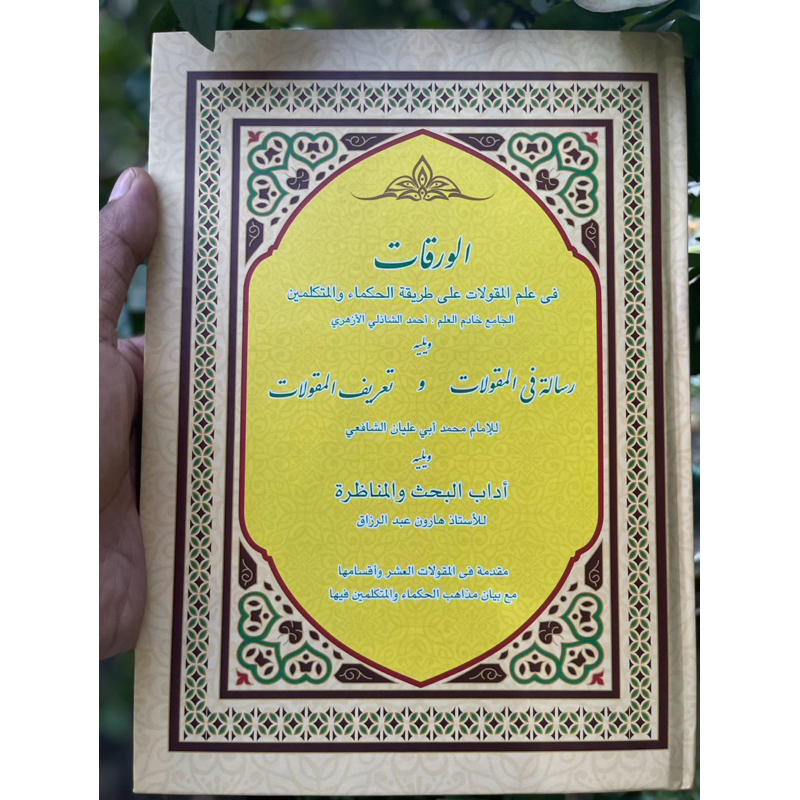 الورقات
فى علم المقولات على طريقة الحكماء والمتكلمين
الجامع خادم العلم : احمد الشاذلي الأزهري
ويليه
رسالة فى المقولات و تعريف المقولات
للإمام محمد أبي عليان الشافعي
ويليه
أداب البحث والمناظرة
للأستاذ هارون عبد الرزاق
مقدمة فى المقولات العشر وأقسامها
مع بيان مذاهب الحكماء والمتكلمين فيها